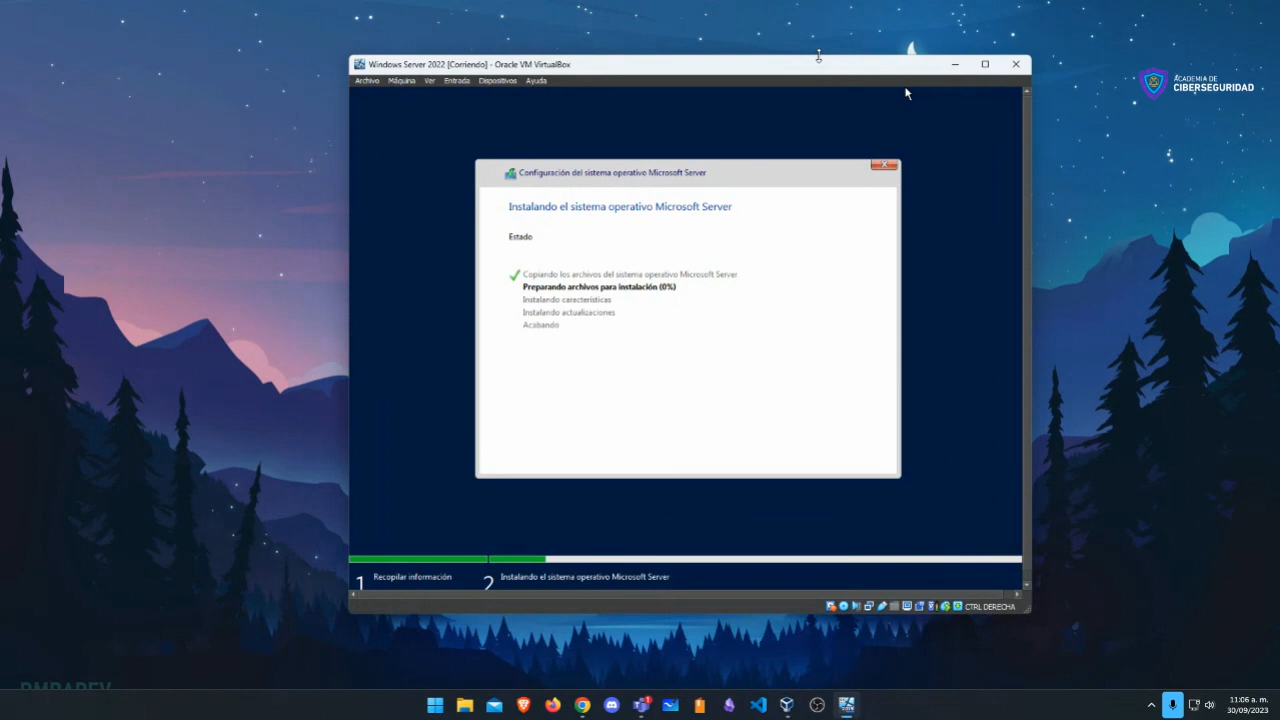 Windows Server 2022 [Corriendo] - Oracle VM VirtualBox
Archivo Máquina Ver Entrada Dispositivos Ayuda
ACADEMIA DE
CIBERSEGURIDAD
Configuración del sistema operativo Microsoft Server
Instalando el sistema operativo Microsoft Server
Estado
Copiando los archivos del sistema operativo Microsoft Server
Preparando archivos para instalación (0%)
Instalando características
Instalando actualizaciones
Acabando
1 Recopilar información 2 Instalando el sistema operativo Microsoft Server
CTRL DERECHA
11:06 a. m.
30/09/2023